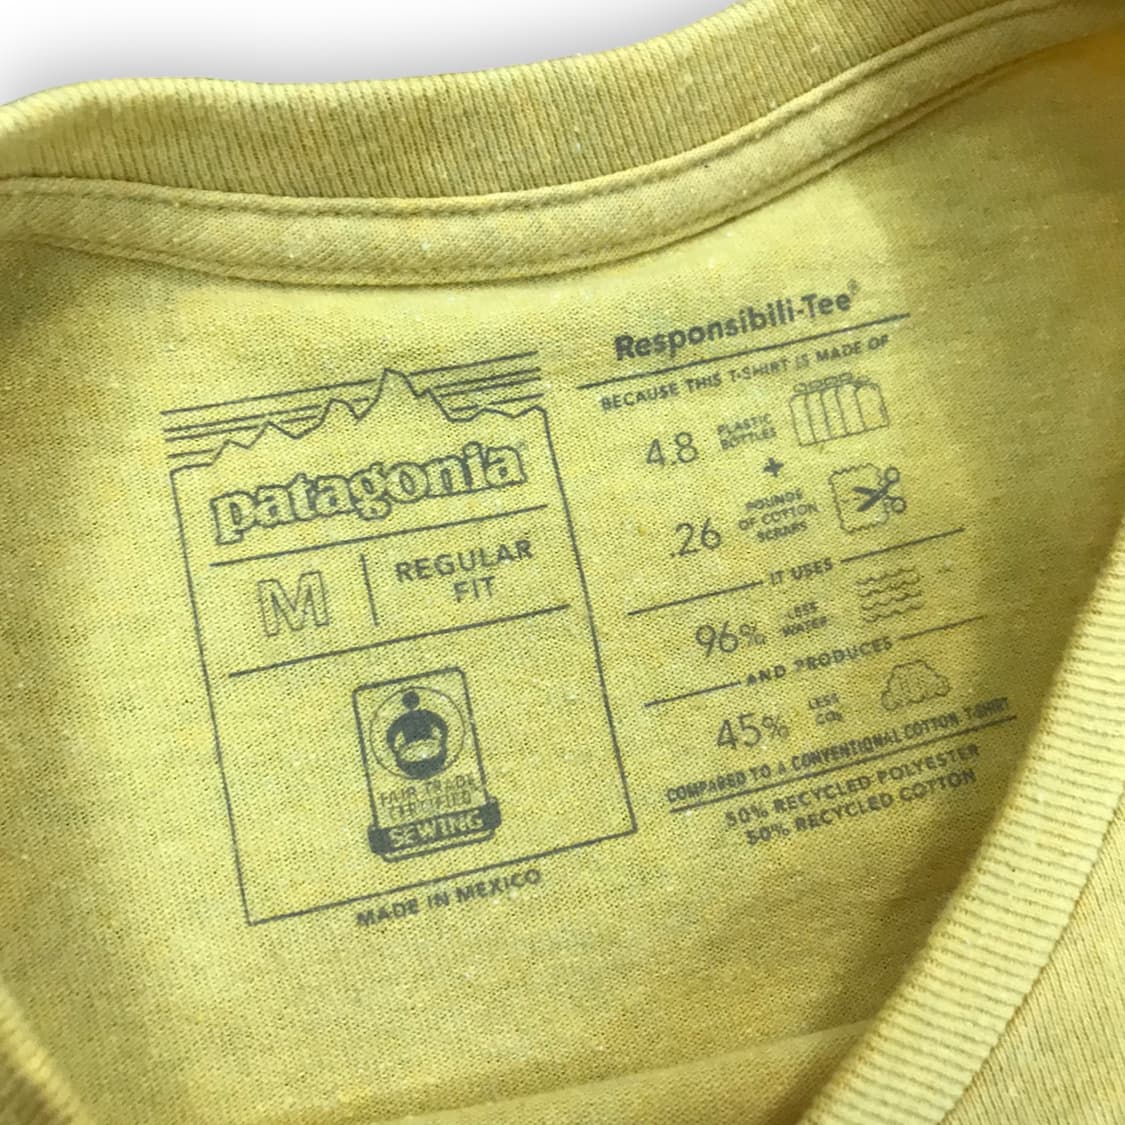 patagonia®
M
REGULAR
FIT
FAIR TRADE
CERTIFIED
SEWING
MADE IN MEXICO
Responsibili-Tee®
BECAUSE THIS T-SHIRT IS MADE OF
4.8 PLASTIC
BOTTLES
+
.26 POUNDS
OF COTTON
SCRAPS
IT USES
96% LESS
WATER
AND PRODUCES
45% LESS
CO₂
COMPARED TO A CONVENTIONAL COTTON T-SHIRT
50% RECYCLED POLYESTER
50% RECYCLED COTTON